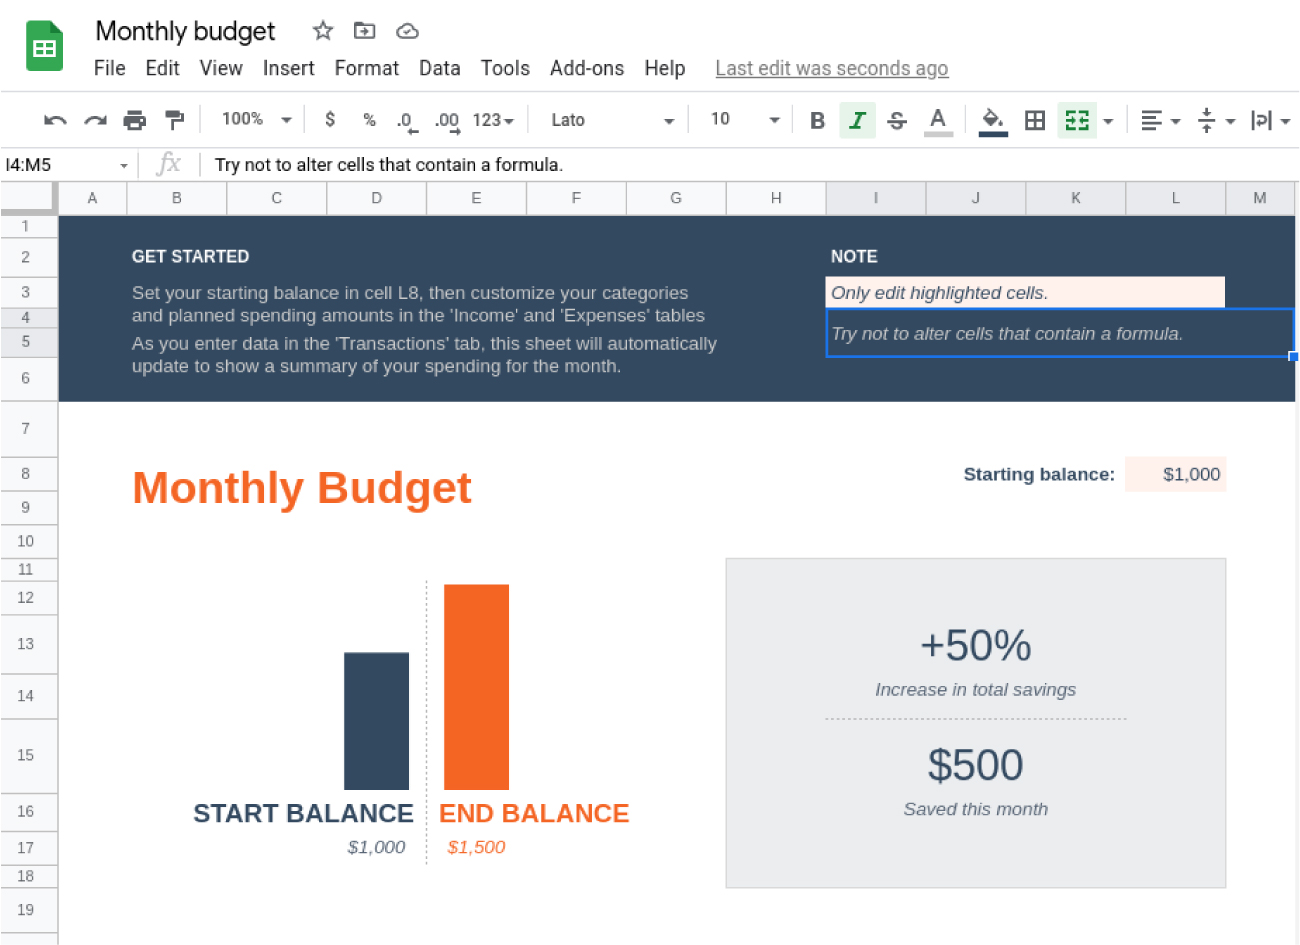 Monthly budget
File Edit View Insert Format Data Tools Add-ons Help Last edit was seconds ago
100% $ % .0 .00 123 Lato 10 B I S A
I4:M5 fx Try not to alter cells that contain a formula.
A B C D E F G H I J K L M
1
2 GET STARTED NOTE
3 Set your starting balance in cell L8, then customize your categories Only edit highlighted cells.
4 and planned spending amounts in the 'Income' and 'Expenses' tables
5 As you enter data in the 'Transactions' tab, this sheet will automatically Try not to alter cells that contain a formula.
6 update to show a summary of your spending for the month.
7
8 Monthly Budget Starting balance: $1,000
9
10
11
12
13 +50%
14 Increase in total savings
15 $500
16 START BALANCE END BALANCE Saved this month
17 $1,000 $1,500
18
19